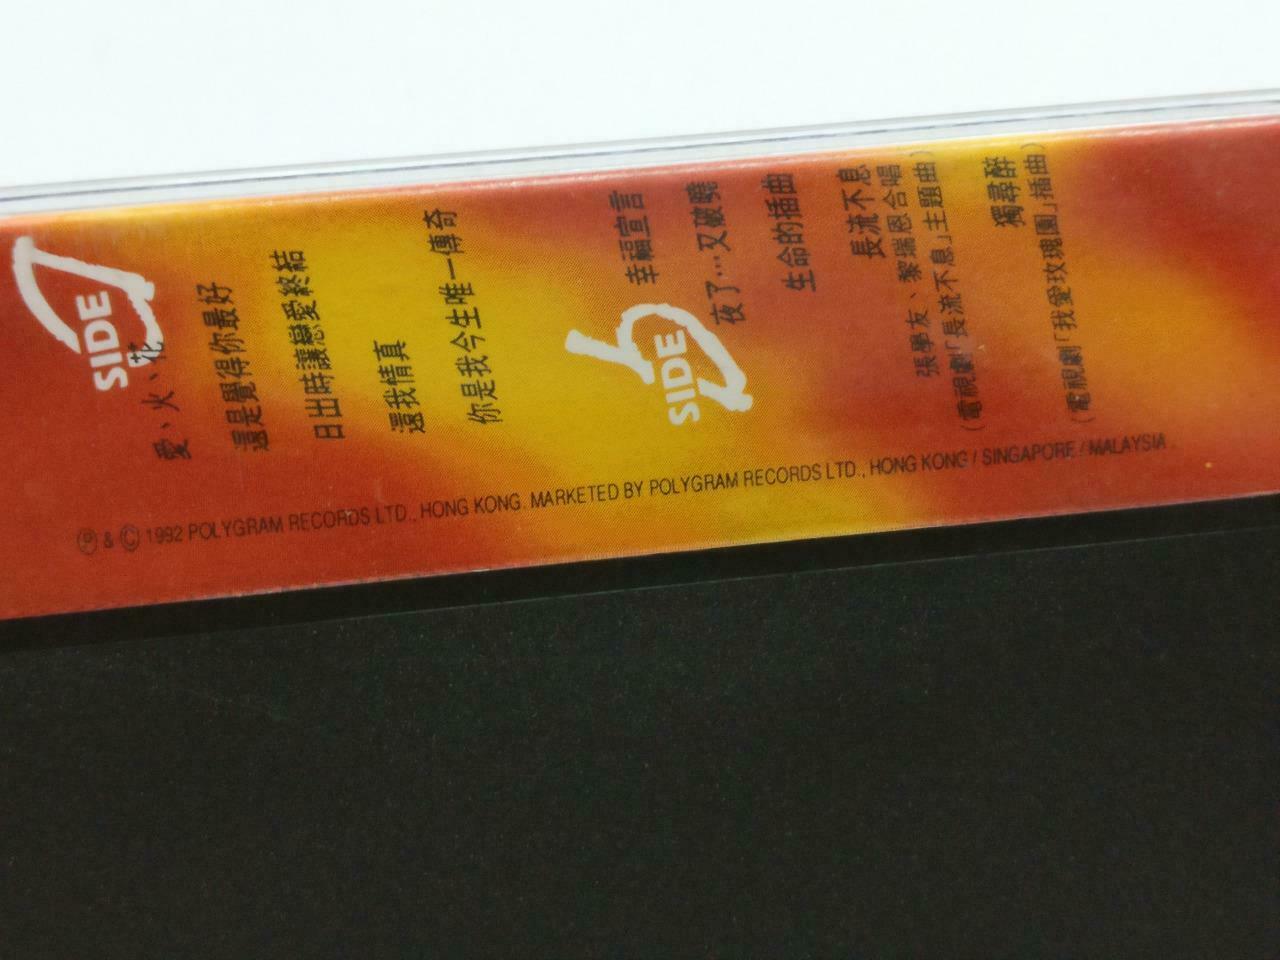 SIDE a
愛、火、花
還是覺得你最好
日出時讓戀愛終結
還我情真
你是我今生唯一傳奇
SIDE b
幸福宣言
夜了…又破曉
生命的插曲
長流不息
張學友、黎瑞恩合唱
(電視劇「長流不息」主題曲)
獨尋醉
(電視劇「我愛玫瑰園」插曲)
Ⓟ & Ⓒ 1992 POLYGRAM RECORDS LTD., HONG KONG. MARKETED BY POLYGRAM RECORDS LTD., HONG KONG / SINGAPORE / MALAYSIA.